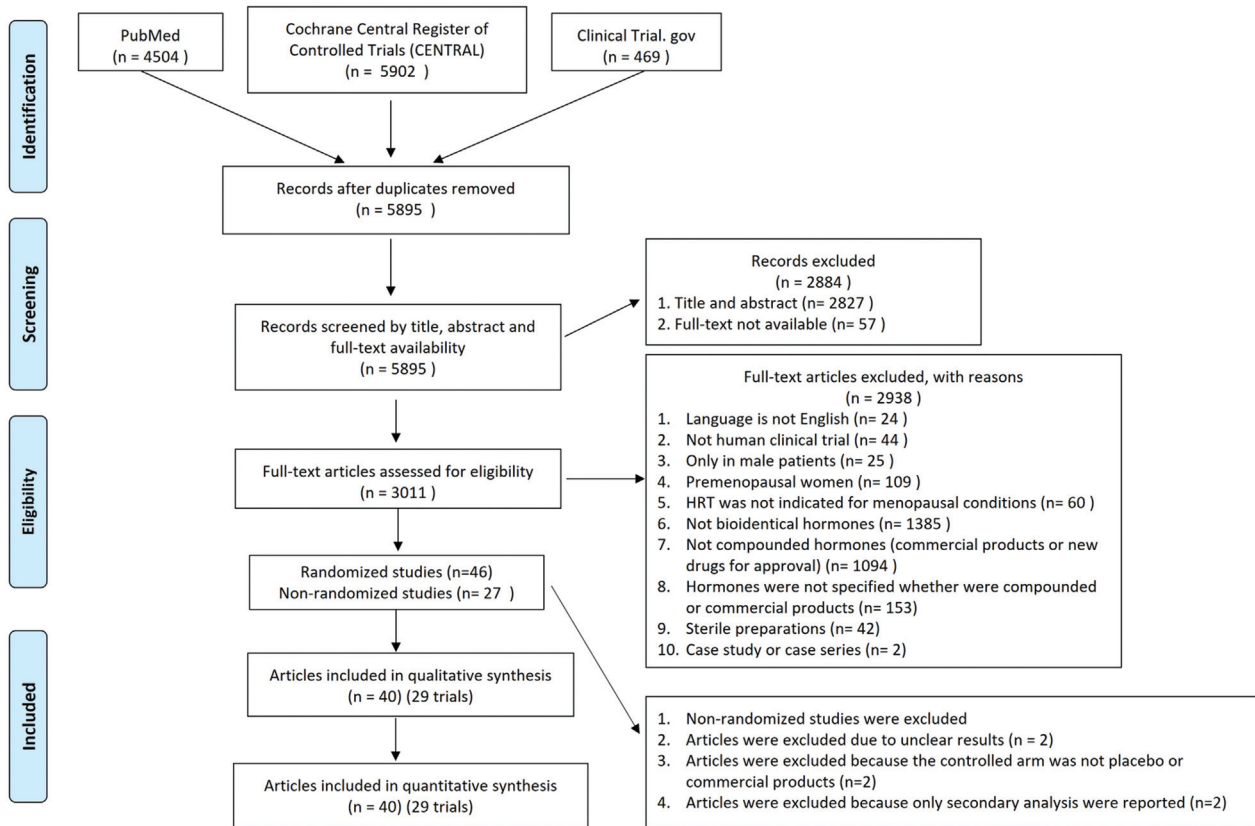 Identification
PubMed
(n = 4504 )
Cochrane Central Register of
Controlled Trials (CENTRAL)
(n = 5902 )
Clinical Trial. gov
(n = 469)
Records after duplicates removed
(n = 5895 )
Screening
Records screened by title, abstract and
full-text availability
(n = 5895 )
Records excluded
(n = 2884 )
1. Title and abstract (n= 2827 )
2. Full-text not available (n= 57 )
Eligibility
Full-text articles assessed for eligibility
(n = 3011 )
Full-text articles excluded, with reasons
(n = 2938 )
1. Language is not English (n= 24 )
2. Not human clinical trial (n= 44 )
3. Only in male patients (n= 25 )
4. Premenopausal women (n= 109 )
5. HRT was not indicated for menopausal conditions (n= 60 )
6. Not bioidentical hormones (n= 1385 )
7. Not compounded hormones (commercial products or new
drugs for approval) (n= 1094 )
8. Hormones were not specified whether were compounded
or commercial products (n= 153)
9. Sterile preparations (n= 42)
10. Case study or case series (n= 2)
Randomized studies (n=46)
Non-randomized studies (n= 27 )
Included
Articles included in qualitative synthesis
(n = 40) (29 trials)
1. Non-randomized studies were excluded
2. Articles were excluded due to unclear results (n = 2)
3. Articles were excluded because the controlled arm was not placebo or
commercial products (n=2)
4. Articles were excluded because only secondary analysis were reported (n=2)
Articles included in quantitative synthesis
(n = 40) (29 trials)